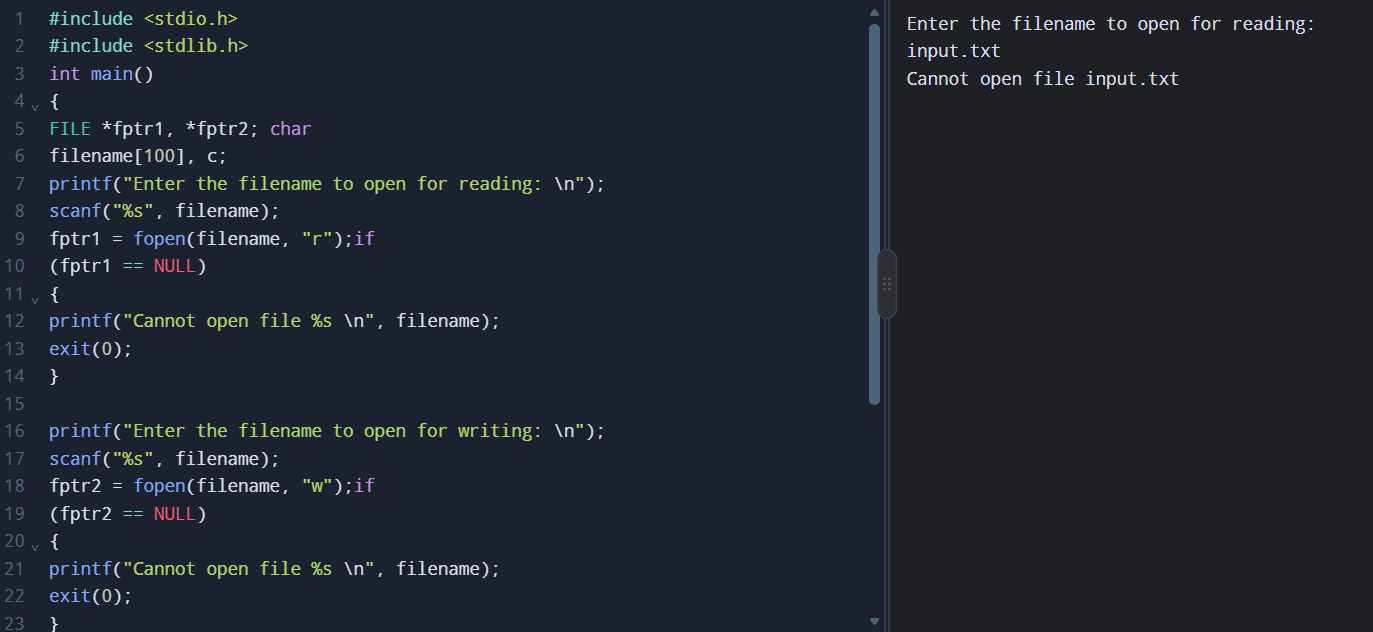 1 #include <stdio.h>
2 #include <stdlib.h>
3 int main()
4 {
5 FILE *fptr1, *fptr2; char
6 filename[100], c;
7 printf("Enter the filename to open for reading: \n");
8 scanf("%s", filename);
9 fptr1 = fopen(filename, "r");if
10 (fptr1 == NULL)
11 {
12 printf("Cannot open file %s \n", filename);
13 exit(0);
14 }
15
16 printf("Enter the filename to open for writing: \n");
17 scanf("%s", filename);
18 fptr2 = fopen(filename, "w");if
19 (fptr2 == NULL)
20 {
21 printf("Cannot open file %s \n", filename);
22 exit(0);
23 }
Enter the filename to open for reading:
input.txt
Cannot open file input.txt